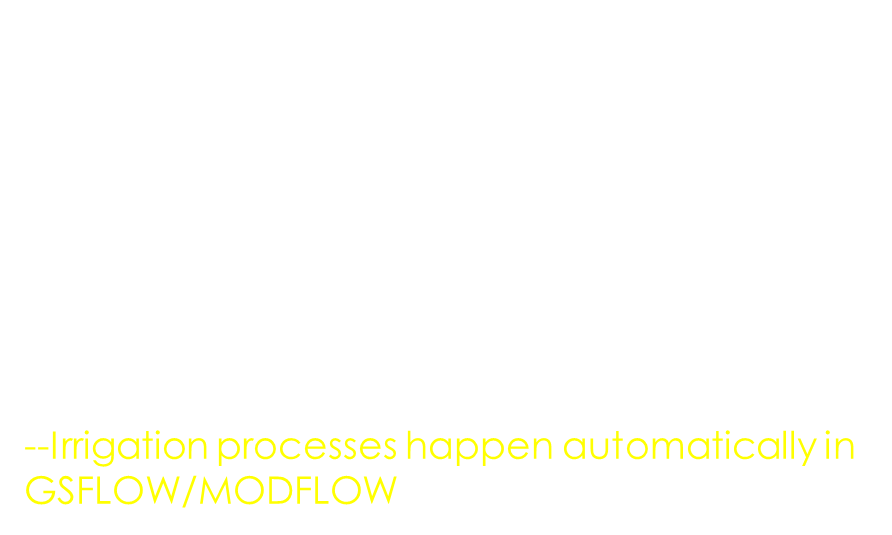 --Irrigation processes happen automatically in
GSFLOW/MODFLOW